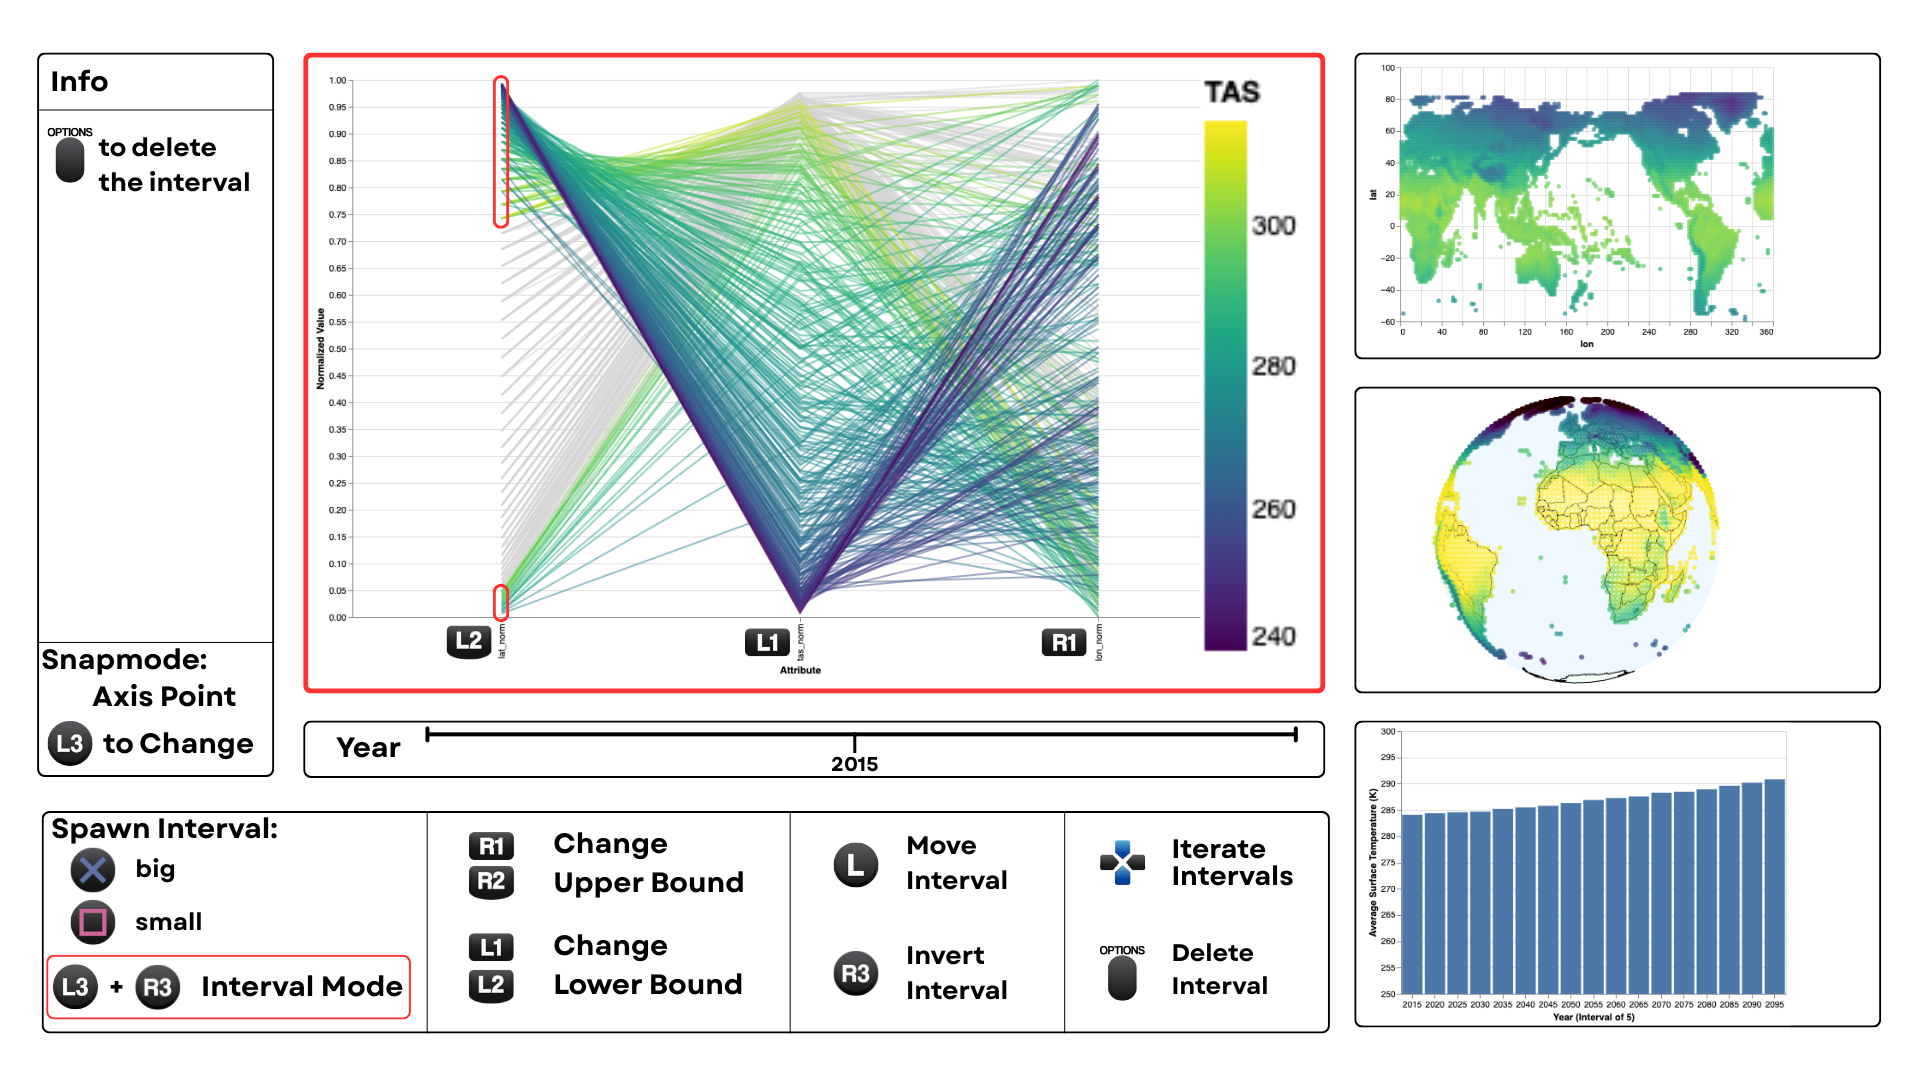 Info
OPTIONS
to delete
the interval
Snapmode:
Axis Point
L3 to Change
1.00
0.95
0.90
0.85
0.80
0.75
0.70
0.65
0.60
0.55
0.50
0.45
0.40
0.35
0.30
0.25
0.20
0.15
0.10
0.05
0.00
Normalized Value
L2
lat_norm
L1
tas_norm
R1
lon_norm
Attribute
TAS
300
280
260
240
Year
2015
Spawn Interval:
big
small
L3 + R3 Interval Mode
R1 Change
R2 Upper Bound
L1 Change
L2 Lower Bound
L Move
Interval
R3 Invert
Interval
Iterate
Intervals
OPTIONS
Delete
Interval
100
80
60
40
20
0
−20
−40
−60
lat
0 40 80 120 160 200 240 280 320 360
lon
300
295
290
285
280
275
270
265
260
255
250
Average Surface Temperature (K)
2015 2020 2025 2030 2035 2040 2045 2050 2055 2060 2065 2070 2075 2080 2085 2090 2095
Year (Interval of 5)